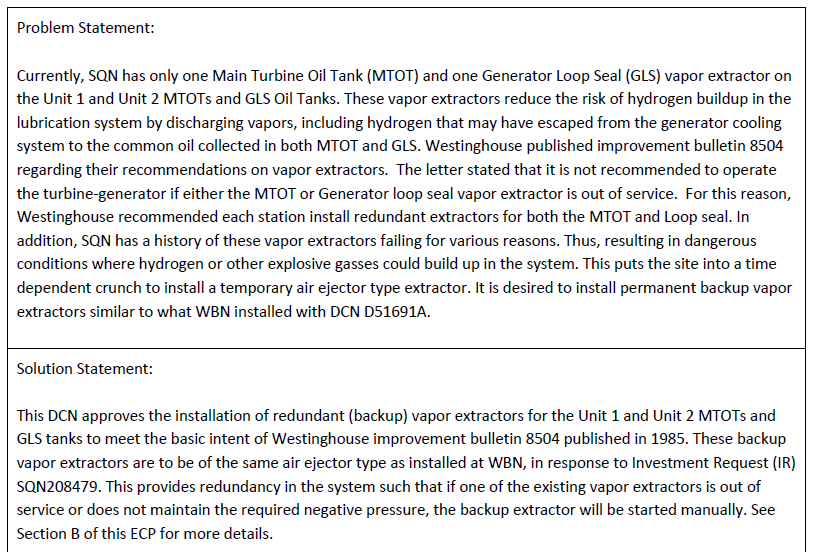 Problem Statement:
Currently, SQN has only one Main Turbine Oil Tank (MTOT) and one Generator Loop Seal (GLS) vapor extractor on
the Unit 1 and Unit 2 MTOTs and GLS Oil Tanks. These vapor extractors reduce the risk of hydrogen buildup in the
lubrication system by discharging vapors, including hydrogen that may have escaped from the generator cooling
system to the common oil collected in both MTOT and GLS. Westinghouse published improvement bulletin 8504
regarding their recommendations on vapor extractors.  The letter stated that it is not recommended to operate
the turbine-generator if either the MTOT or Generator loop seal vapor extractor is out of service.  For this reason,
Westinghouse recommended each station install redundant extractors for both the MTOT and Loop seal. In
addition, SQN has a history of these vapor extractors failing for various reasons. Thus, resulting in dangerous
conditions where hydrogen or other explosive gasses could build up in the system. This puts the site into a time
dependent crunch to install a temporary air ejector type extractor. It is desired to install permanent backup vapor
extractors similar to what WBN installed with DCN D51691A.
Solution Statement:
This DCN approves the installation of redundant (backup) vapor extractors for the Unit 1 and Unit 2 MTOTs and
GLS tanks to meet the basic intent of Westinghouse improvement bulletin 8504 published in 1985. These backup
vapor extractors are to be of the same air ejector type as installed at WBN, in response to Investment Request (IR)
SQN208479. This provides redundancy in the system such that if one of the existing vapor extractors is out of
service or does not maintain the required negative pressure, the backup extractor will be started manually. See
Section B of this ECP for more details.